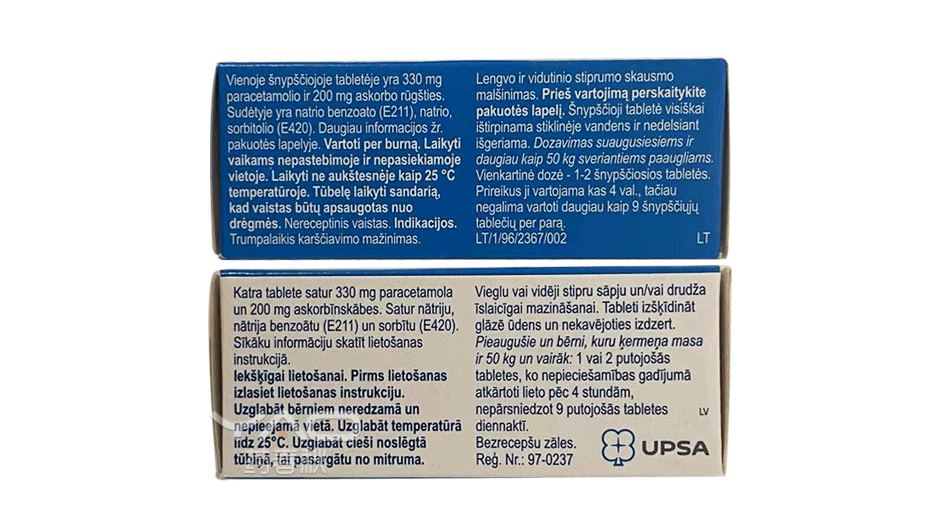 Vienoje šnypščiojoje tabletėje yra 330 mg
paracetamolio ir 200 mg askorbo rūgšties.
Sudėtyje yra natrio benzoato (E211), natrio,
sorbitolio (E420). Daugiau informacijos žr.
pakuotės lapelyje. Vartoti per burną. Laikyti
vaikams nepastebimoje ir nepasiekiamoje
vietoje. Laikyti ne aukštesnėje kaip 25 °C
temperatūroje. Tūbelę laikyti sandarią,
kad vaistas būtų apsaugotas nuo
drėgmės. Nereceptinis vaistas. Indikacijos.
Trumpalaikis karščiavimo mažinimas.
Lengvo ir vidutinio stiprumo skausmo
malšinimas. Prieš vartojimą perskaitykite
pakuotės lapelį. Šnypščioji tabletė visiškai
ištirpinama stiklinėje vandens ir nedelsiant
išgeriama. Dozavimas suaugusiesiems ir
daugiau kaip 50 kg sveriantiems paaugliams.
Vienkartinė dozė - 1-2 šnypščiosios tabletės.
Prireikus ji vartojama kas 4 val., tačiau
negalima vartoti daugiau kaip 9 šnypščiųjų
tablečių per parą.
LT/1/96/2367/002 LT
Katra tablete satur 330 mg paracetamola
un 200 mg askorbīnskābes. Satur nātriju,
nātrija benzoātu (E211) un sorbītu (E420).
Sīkāku informāciju skatīt lietošanas
instrukcijā.
Iekšķīgai lietošanai. Pirms lietošanas
izlasiet lietošanas instrukciju.
Uzglabāt bērniem neredzamā un
nepieejamā vietā. Uzglabāt temperatūrā
līdz 25°C. Uzglabāt cieši noslēgtā
tūbiņā, lai pasargātu no mitruma.
Vieglu vai vidēji stipru sāpju un/vai drudža
īslaicīgai mazināšanai. Tableti izšķīdināt
glāzē ūdens un nekavējoties izdzert.
Pieaugušie un bērni, kuru ķermeņa masa
ir 50 kg un vairāk: 1 vai 2 putojošās
tabletes, ko nepieciešamības gadījumā
atkārtoti lieto pēc 4 stundām,
nepārsniedzot 9 putojošās tabletes
diennaktī. LV
Bezrecepšu zāles.
Reģ. Nr.: 97-0237
UPSA